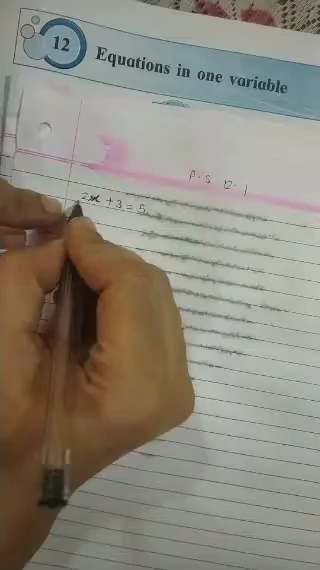 12
Equations in one variable
P.S 12.1
2x + 3 = 5